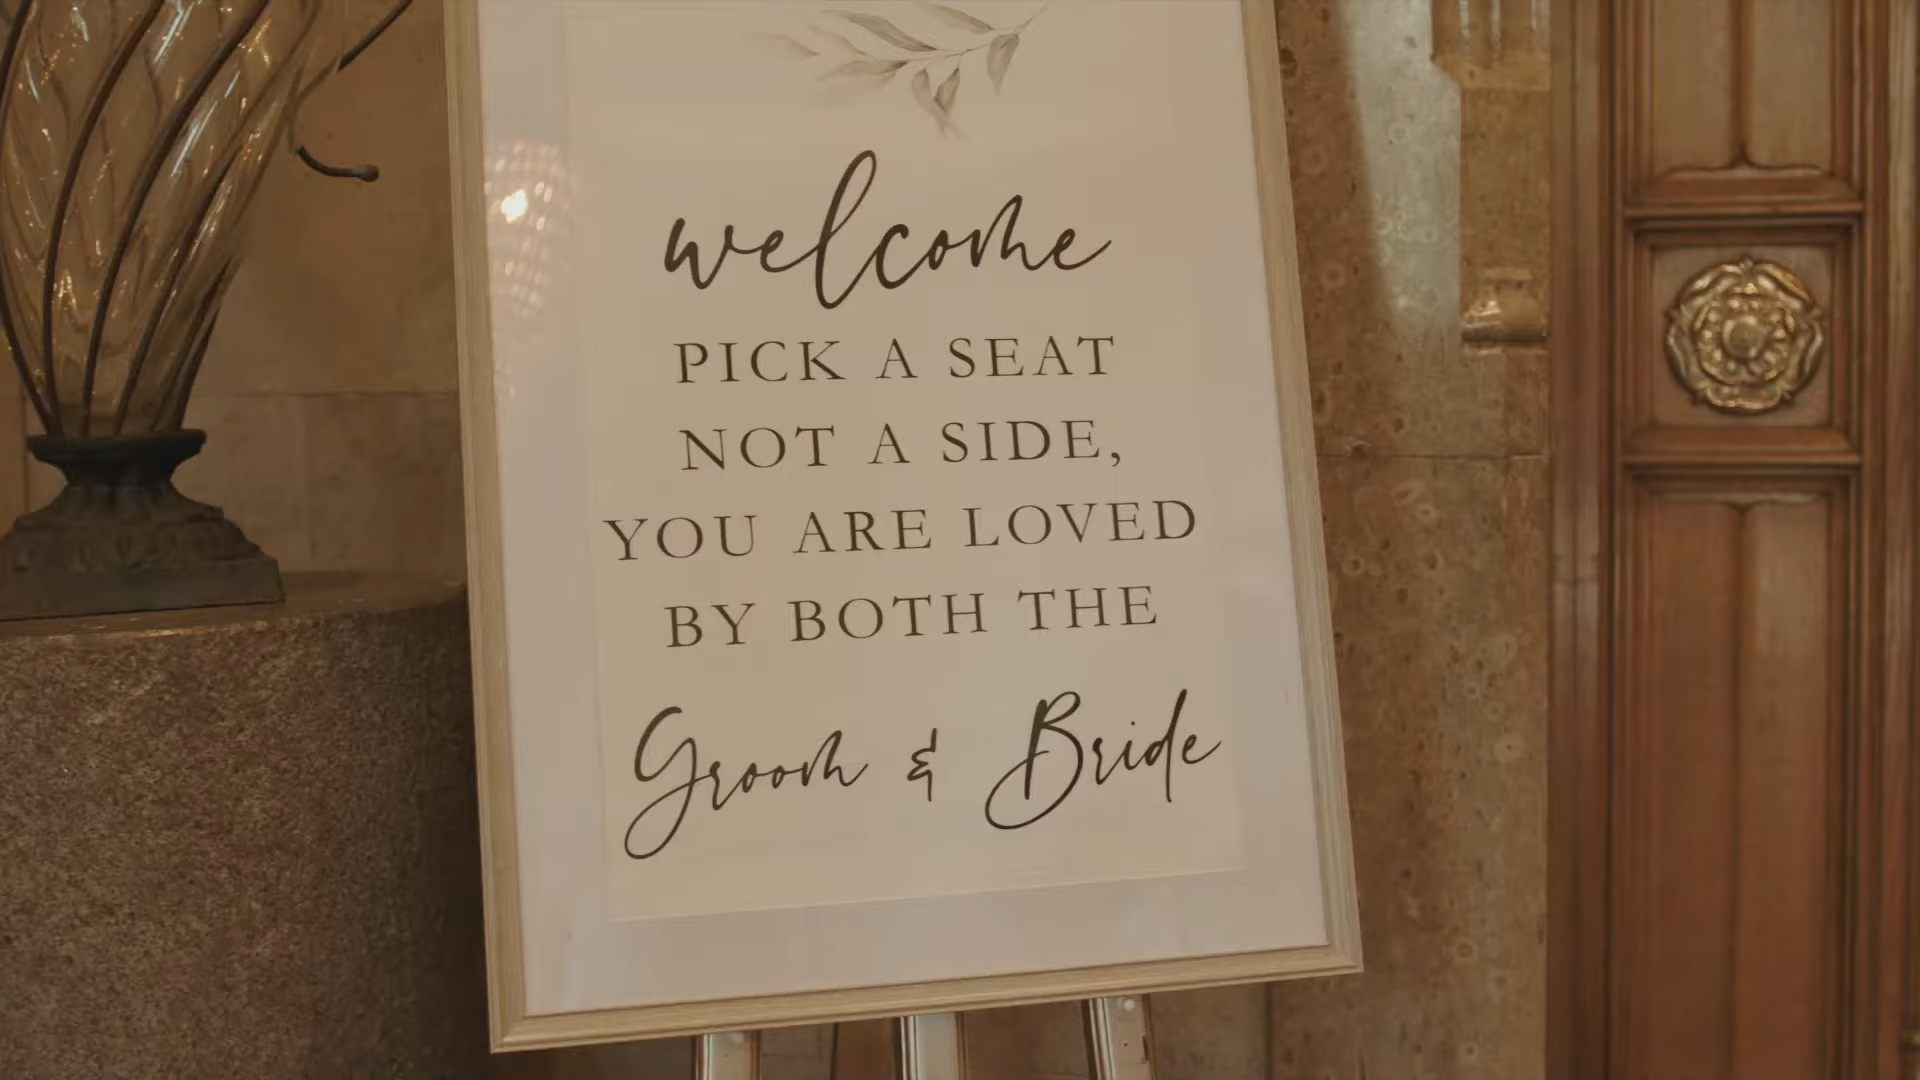 welcome
PICK A SEAT
NOT A SIDE,
YOU ARE LOVED
BY BOTH THE
Groom & Bride